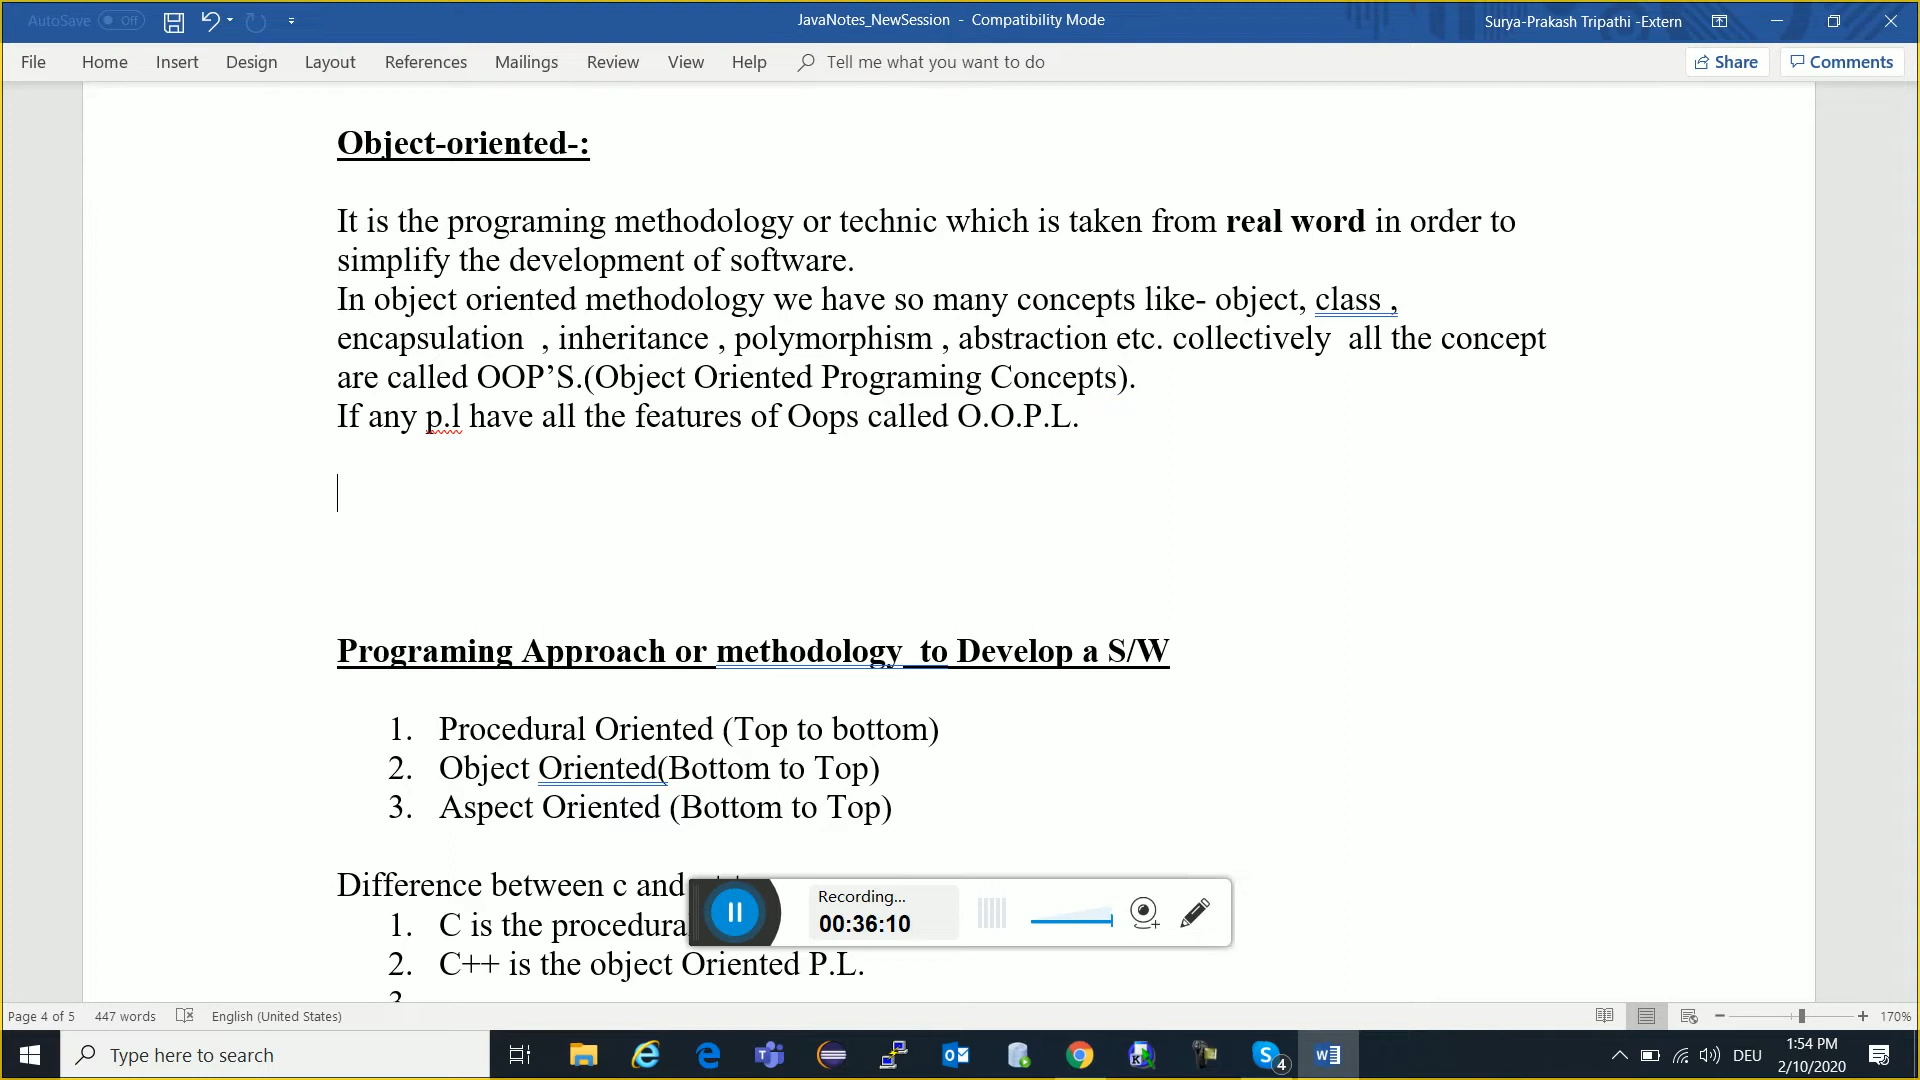 AutoSave Off
JavaNotes_NewSession - Compatibility Mode
Surya-Prakash Tripathi -Extern
File Home Insert Design Layout References Mailings Review View Help Tell me what you want to do Share Comments
Object-oriented-:
It is the programing methodology or technic which is taken from real word in order to
simplify the development of software.
In object oriented methodology we have so many concepts like- object, class ,
encapsulation , inheritance , polymorphism , abstraction etc. collectively all the concept
are called OOP’S.(Object Oriented Programing Concepts).
If any p.l have all the features of Oops called O.O.P.L.
Programing Approach or methodology to Develop a S/W
1. Procedural Oriented (Top to bottom)
2. Object Oriented(Bottom to Top)
3. Aspect Oriented (Bottom to Top)
Difference between c and
1. C is the procedura
2. C++ is the object Oriented P.L.
3.
Recording...
00:36:10
Page 4 of 5 447 words English (United States) 170%
Type here to search
4
DEU
1:54 PM
2/10/2020